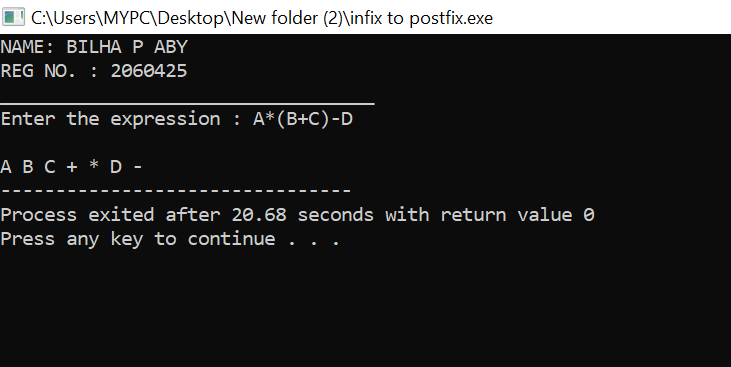 C:\Users\MYPC\Desktop\New folder (2)\infix to postfix.exe
NAME: BILHA P ABY
REG NO. : 2060425
__________________________________
Enter the expression : A*(B+C)-D
A B C + * D -
--------------------------------
Process exited after 20.68 seconds with return value 0
Press any key to continue . . .